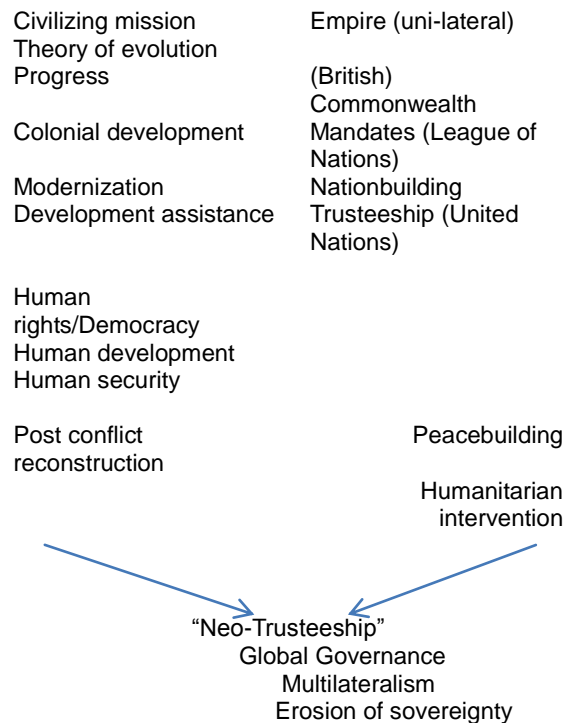 Civilizing mission
Theory of evolution
Progress
Colonial development
Modernization
Development assistance
Human
rights/Democracy
Human development
Human security
Post conflict
reconstruction
Empire (uni-lateral)
(British)
Commonwealth
Mandates (League of
Nations)
Nationbuilding
Trusteeship (United
Nations)
Peacebuilding
Humanitarian
intervention
“Neo-Trusteeship”
Global Governance
Multilateralism
Erosion of sovereignty